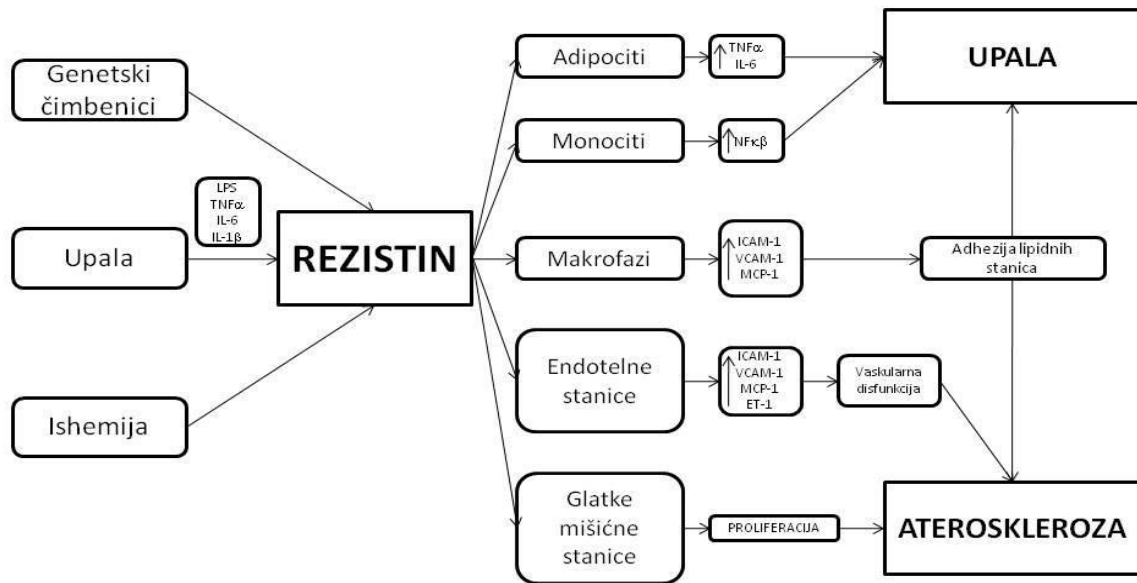 Genetski
čimbenici
Upala
Ishemija
LPS
TNFα
IL-6
IL-1β
REZISTIN
Adipociti
TNFα
IL-6
Monociti
NFκβ
Makrofazi
ICAM-1
VCAM-1
MCP-1
Adhezija lipidnih
stanica
Endotelne
stanice
ICAM-1
VCAM-1
MCP-1
ET-1
Vaskularna
disfunkcija
Glatke
mišićne
stanice
PROLIFERACIJA
UPALA
ATEROSKLEROZA